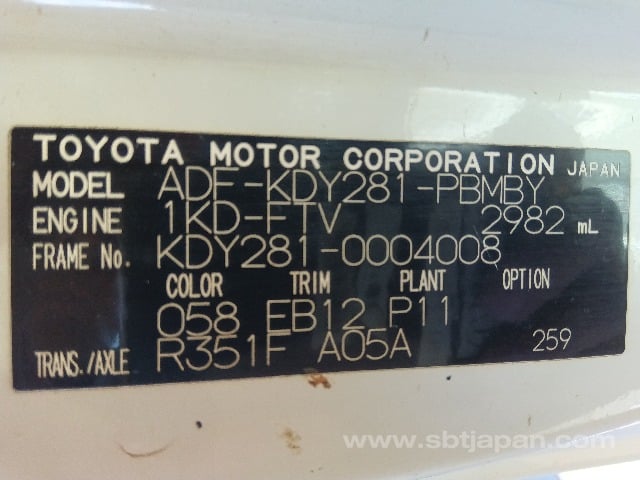 TOYOTA MOTOR CORPORATION JAPAN
MODEL ADF-KDY281-PBMBY
ENGINE 1KD-FTV 2982 mL
FRAME No. KDY281-0004008
COLOR TRIM PLANT OPTION
058 EB12 P11
TRANS./AXLE R351F A05A 259
www.sbtjapan.com